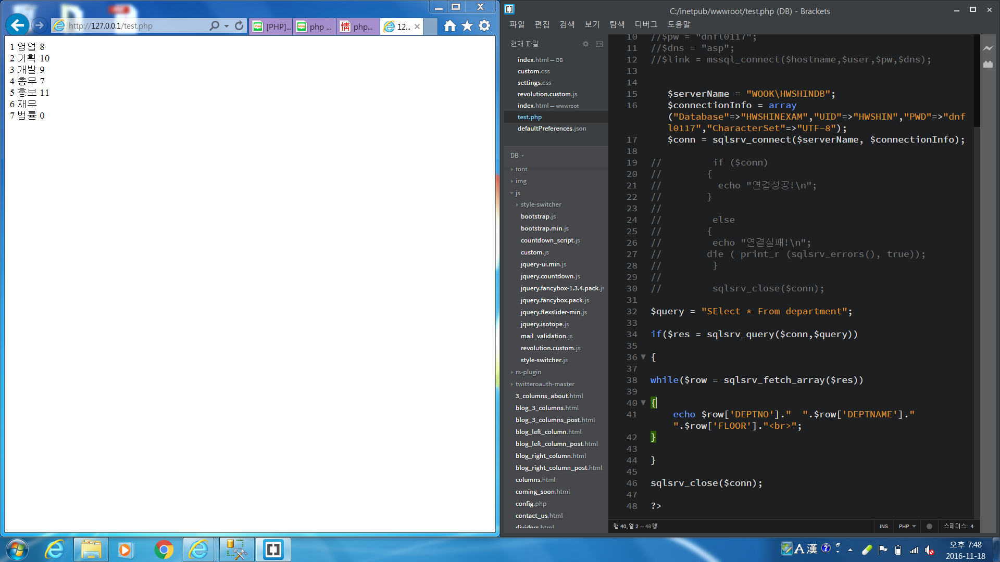 http://127.0.0.1/test.php
[PHP]...
php ...
php...
12...
1 영업 8
2 기획 10
3 개발 9
4 총무 7
5 홍보 11
6 재무
7 법률 0
C:/inetpub/wwwroot/test.php (DB) - Brackets
파일 편집 검색 보기 탐색 디버그 도움말
현재 파일
index.html — DB
custom.css
settings.css
revolution.custom.js
index.html — wwwroot
test.php
defaultPreferences.json
DB
font
img
js
style-switcher
bootstrap.js
bootstrap.min.js
countdown_script.js
custom.js
jquery-ui.min.js
jquery.countdown.js
jquery.fancybox-1.3.4.pack.js
jquery.fancybox.pack.js
jquery.flexslider-min.js
jquery.isotope.js
mail_validation.js
revolution.custom.js
style-switcher.js
rs-plugin
twitteroauth-master
3_columns_about.html
blog_3_columns.html
blog_3_columns_post.html
blog_left_column.html
blog_left_column_post.html
blog_right_column.html
blog_right_column_post.html
columns.html
coming_soon.html
config.php
contact_us.html
dividers.html
10 //$pw = "dnfl0117";
11 //$dns = "asp";
12 //$link = mssql_connect($hostname,$user,$pw,$dns);
13
14
15 $serverName = "WOOK\HWSHINDB";
16 $connectionInfo = array
("Database"=>"HWSHINEXAM","UID"=>"HWSHIN","PWD"=>"dnf
l0117","CharacterSet"=>"UTF-8");
17 $conn = sqlsrv_connect($serverName, $connectionInfo);
18
19 // if ($conn)
20 // {
21 // echo "연결성공!\n";
22 // }
23 //
24 // else
25 // {
26 // echo "연결실패!\n";
27 // die ( print_r (sqlsrv_errors(), true));
28 // }
29 //
30 // sqlsrv_close($conn);
31
32 $query = "SElect * From department";
33
34 if($res = sqlsrv_query($conn,$query))
35
36 {
37
38 while($row = sqlsrv_fetch_array($res))
39
40 {
41 echo $row['DEPTNO']."  ".$row['DEPTNAME']."
".$row['FLOOR']."<br>";
42 }
43
44 }
45
46 sqlsrv_close($conn);
47
48 ?>
행 40, 열 2 — 48 행
INS PHP 스페이스: 4
A 漢
오후 7:48
2016-11-18